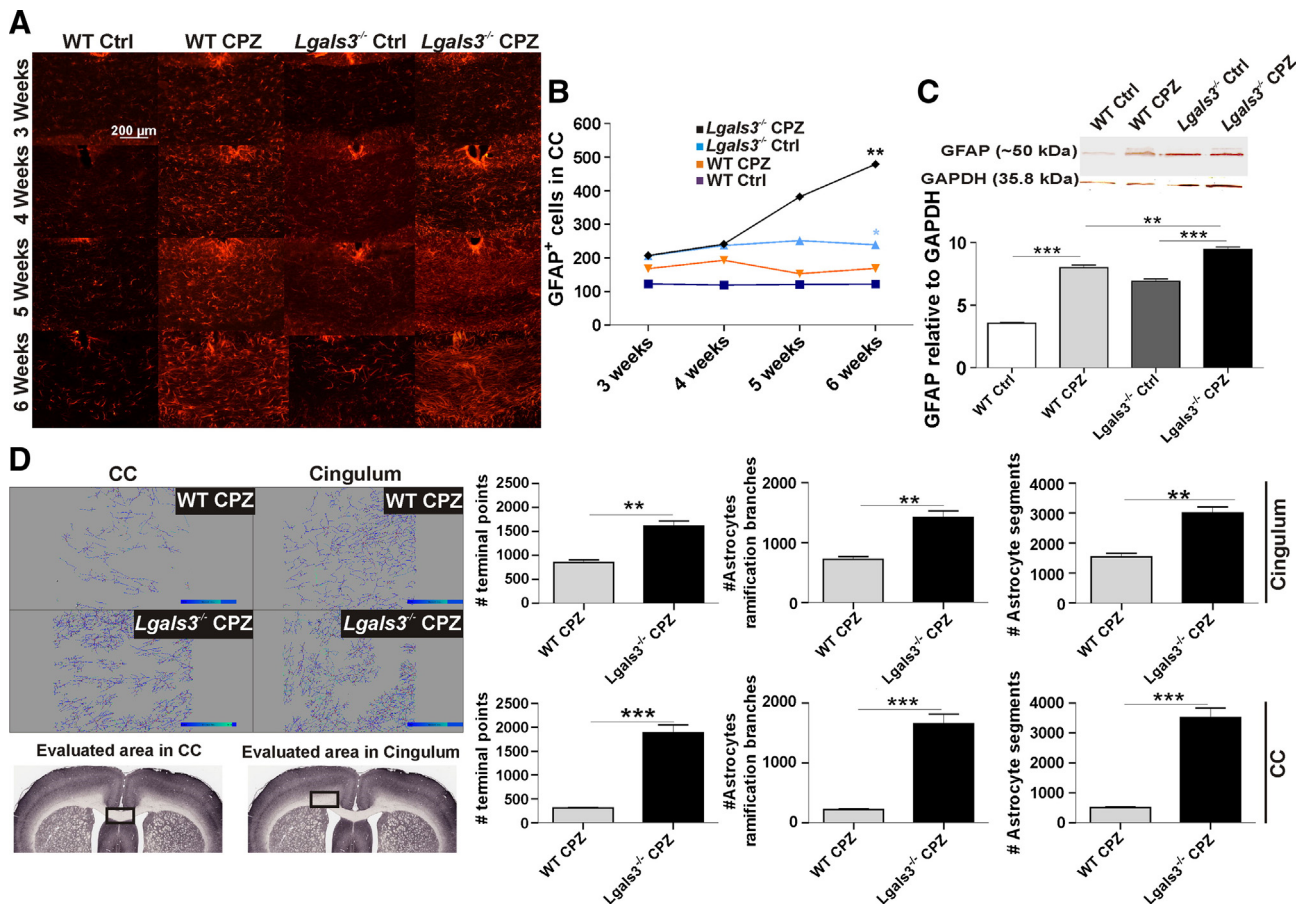 A
WT Ctrl WT CPZ Lgals3-/- Ctrl Lgals3-/- CPZ
3 Weeks
4 Weeks
5 Weeks
6 Weeks
200 µm
B
GFAP+ cells in CC
600
500
400
300
200
100
0
Lgals3-/- CPZ
Lgals3-/- Ctrl
WT CPZ
WT Ctrl
**
*
3 weeks
4 weeks
5 weeks
6 weeks
C
WT Ctrl
WT CPZ
Lgals3-/- Ctrl
Lgals3-/- CPZ
GFAP (~50 kDa)
GAPDH (35.8 kDa)
GFAP relative to GAPDH
10
5
0
***
**
***
WT Ctrl
WT CPZ
Lgals3-/- Ctrl
Lgals3-/- CPZ
D
CC
Cingulum
WT CPZ
WT CPZ
Lgals3-/- CPZ
Lgals3-/- CPZ
Evaluated area in CC
Evaluated area in Cingulum
# terminal points
2500
2000
1500
1000
500
0
**
WT CPZ
Lgals3-/- CPZ
#Astrocytes
ramification branches
2000
1000
0
**
WT CPZ
Lgals3-/- CPZ
# Astrocyte segments
4000
3000
2000
1000
0
**
WT CPZ
Lgals3-/- CPZ
Cingulum
# terminal points
2500
2000
1500
1000
500
0
***
WT CPZ
Lgals3-/- CPZ
#Astrocytes
ramification branches
2000
1000
0
***
WT CPZ
Lgals3-/- CPZ
# Astrocyte segments
4000
3000
2000
1000
0
***
WT CPZ
Lgals3-/- CPZ
CC